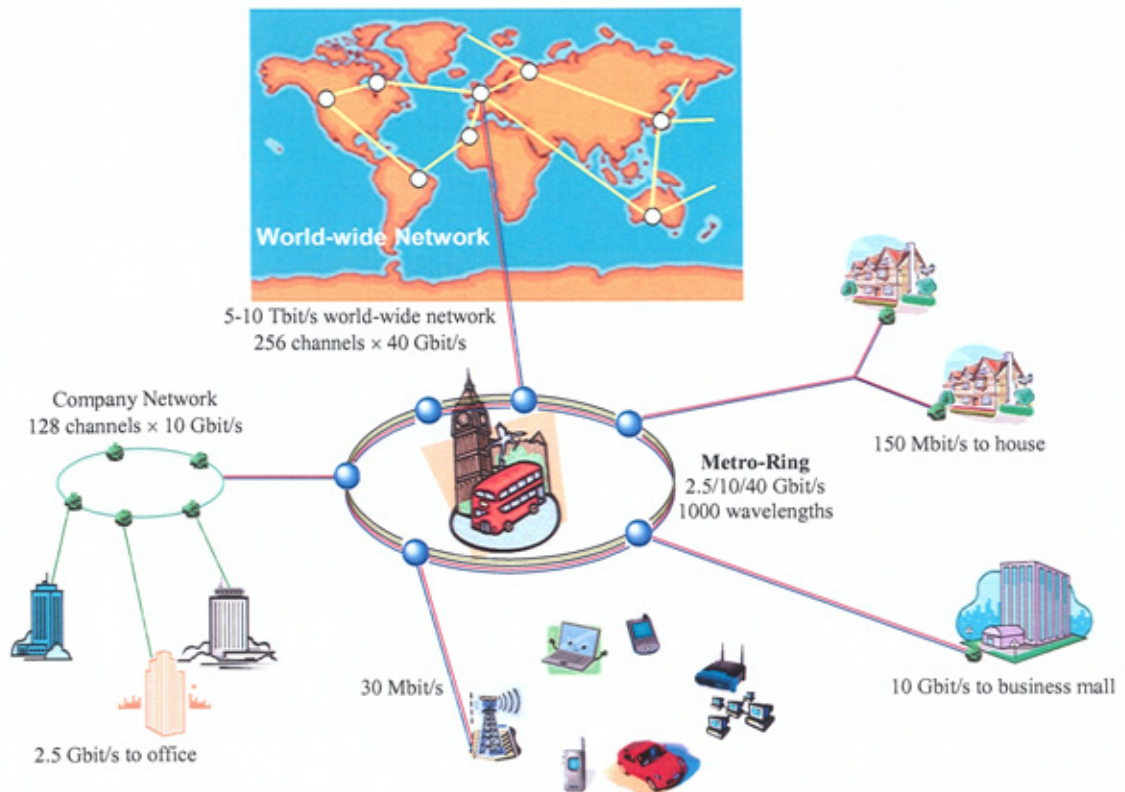 World-wide Network
5-10 Tbit/s world-wide network
256 channels × 40 Gbit/s
Company Network
128 channels × 10 Gbit/s
150 Mbit/s to house
Metro-Ring
2.5/10/40 Gbit/s
1000 wavelengths
30 Mbit/s
10 Gbit/s to business mall
2.5 Gbit/s to office